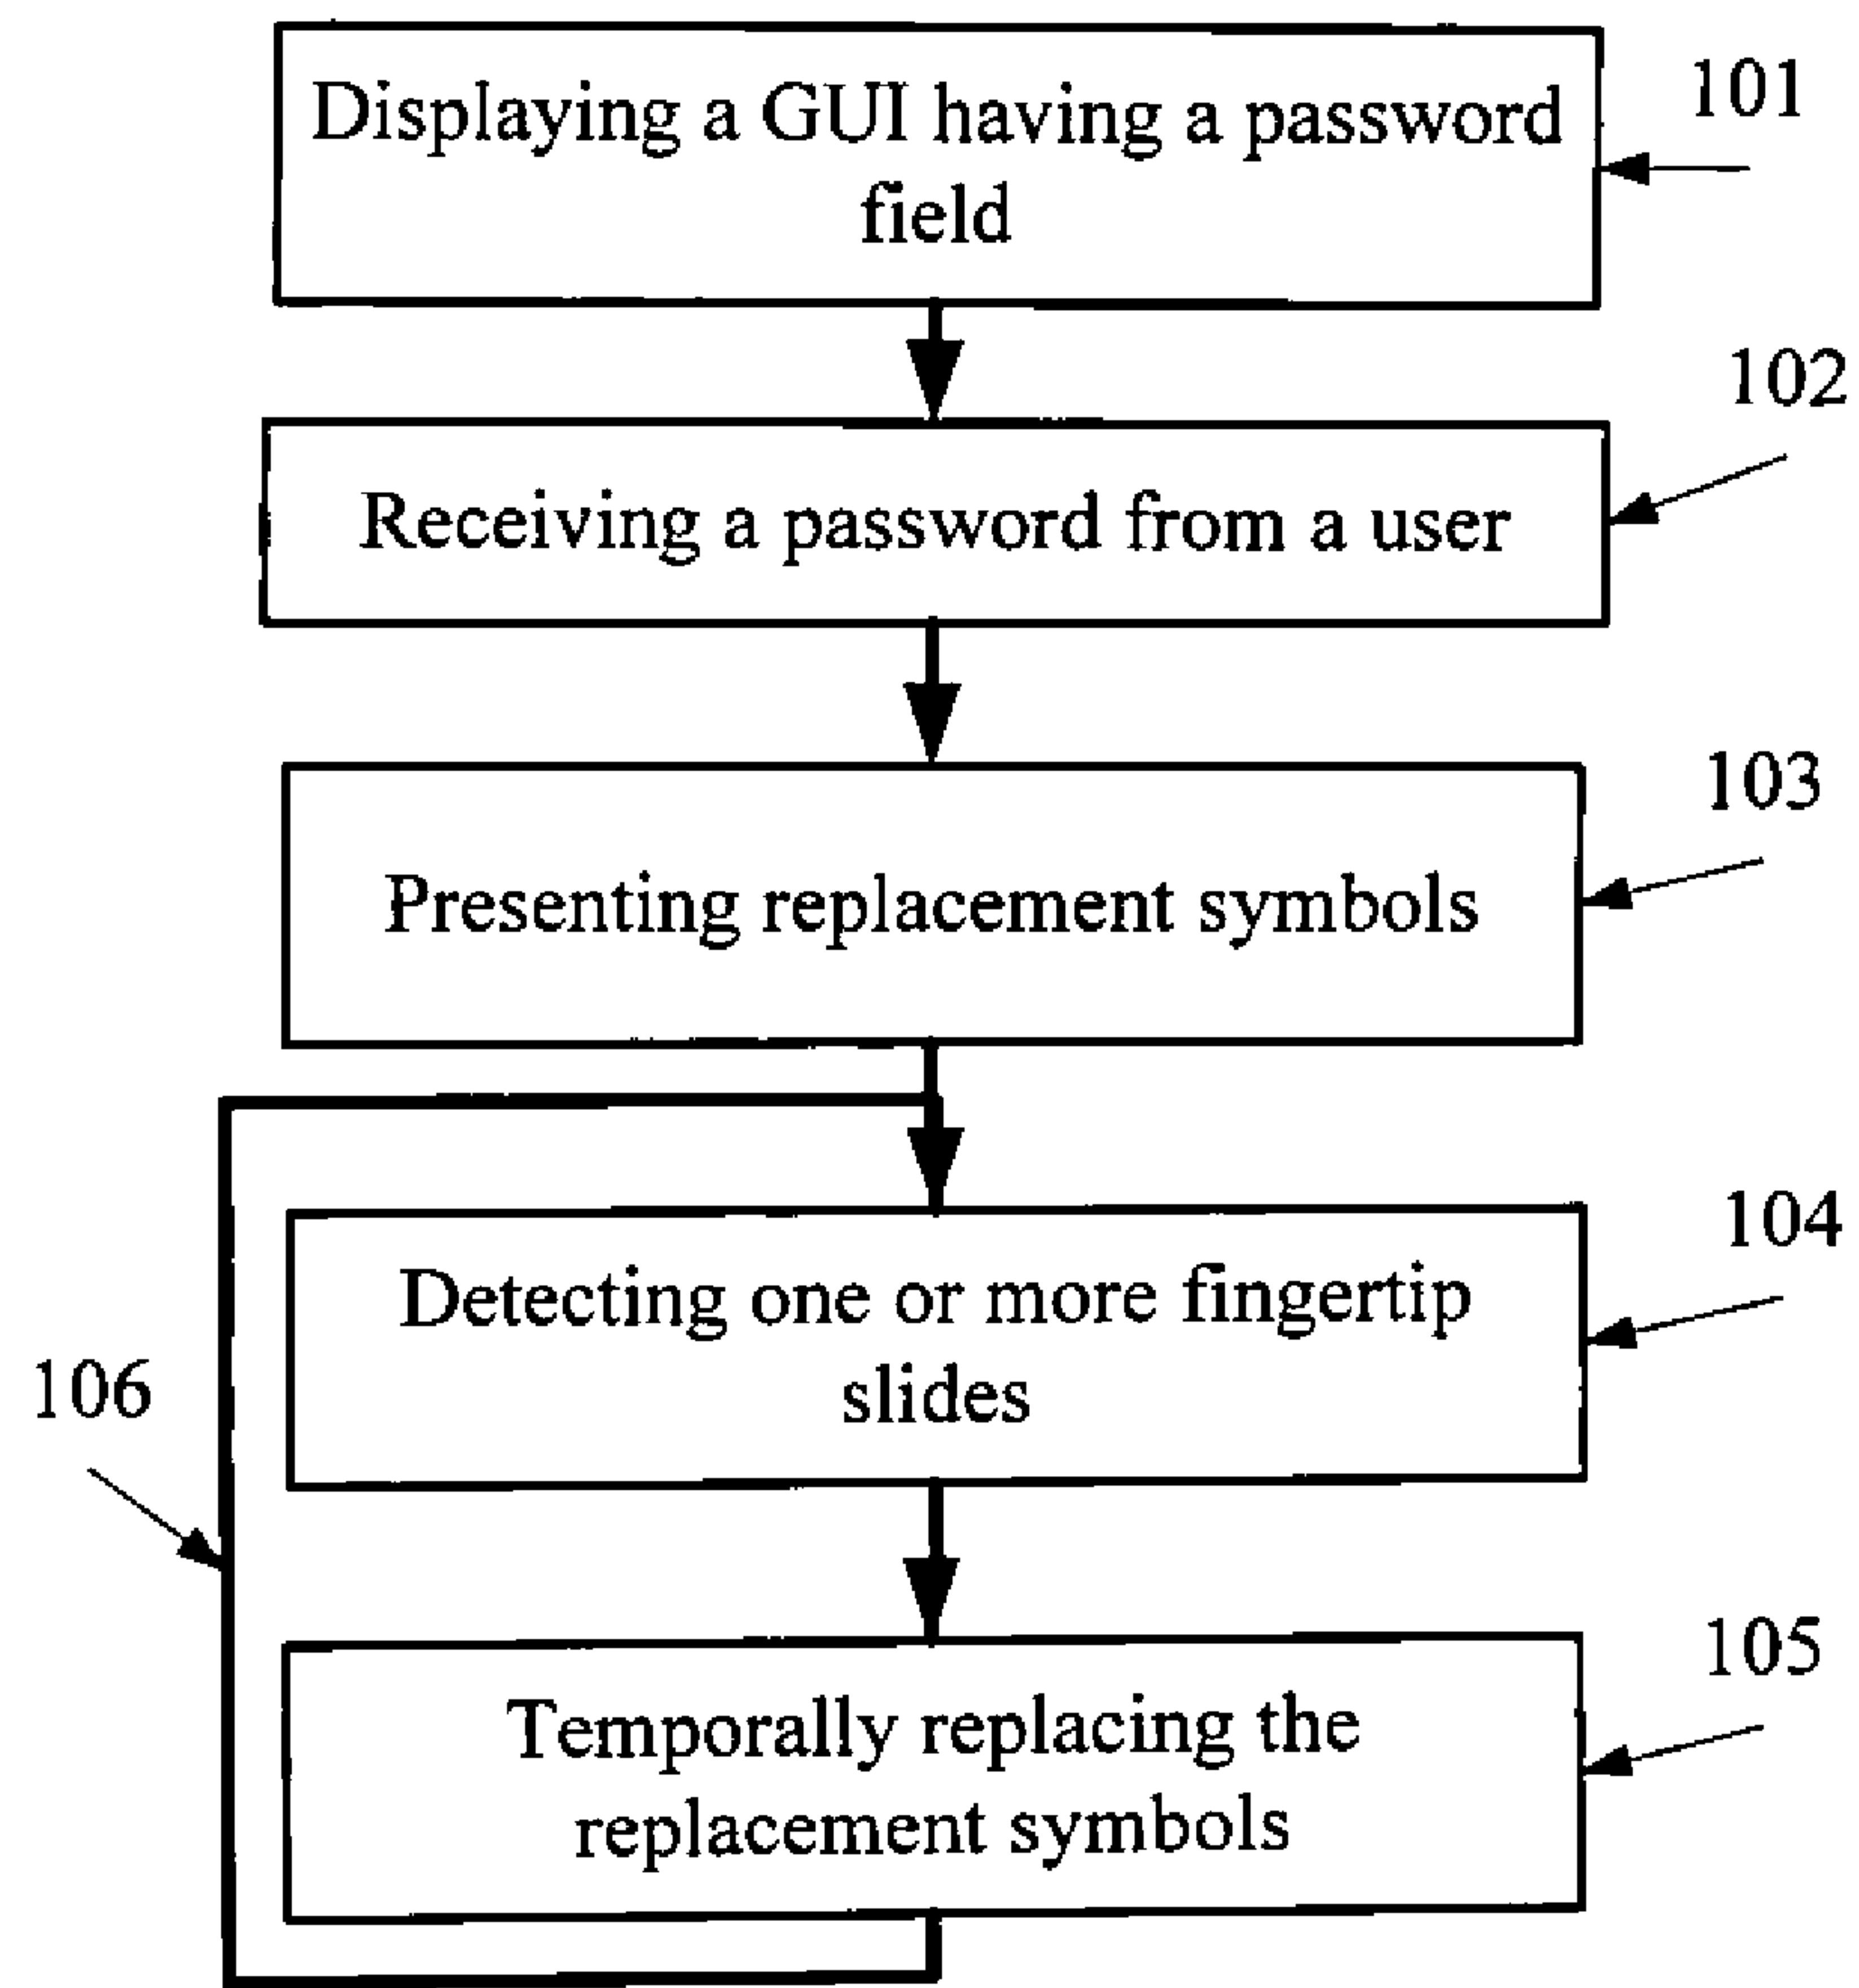 Displaying a GUI having a password
field
101
Receiving a password from a user
102
Presenting replacement symbols
103
Detecting one or more fingertip
slides
104
106
Temporally replacing the
replacement symbols
105